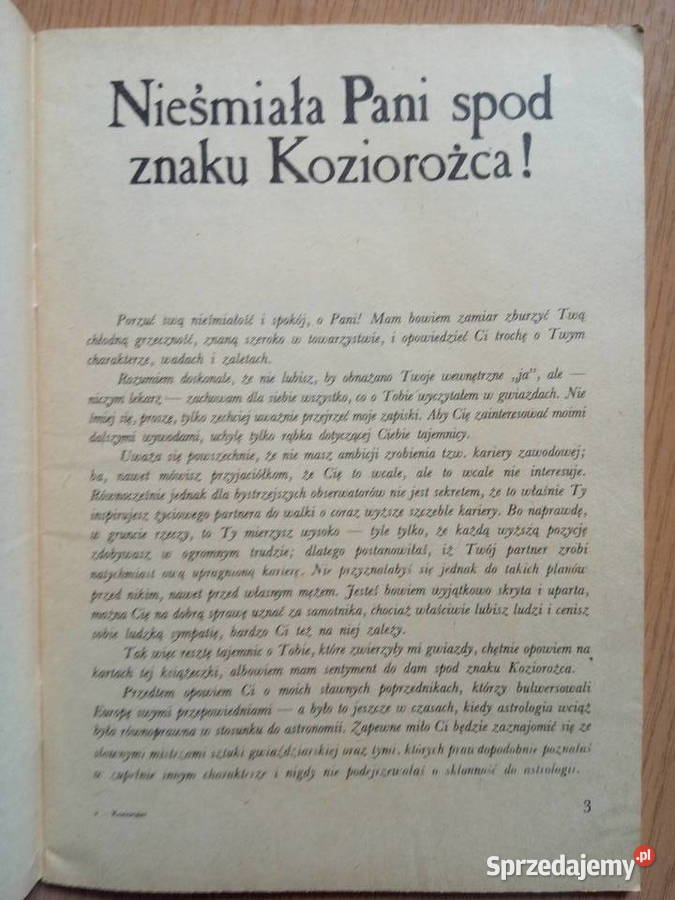 Nieśmiała Pani spod
znaku Koziorożca!
Porzuć swą nieśmiałość i spokój, o Pani! Mam bowiem zamiar zburzyć Twą
chłodną grzeczność, znaną szeroko w towarzystwie, i opowiedzieć Ci trochę o Twym
charakterze, wadach i zaletach.
Rozumiem doskonale, że nie lubisz, by obnażano Twoje wewnętrzne „ja", ale —
niczym lekarz — zachowam dla siebie wszystko, co o Tobie wyczytałem w gwiazdach. Nie
śmiej się, proszę, tylko zechciej uważnie przejrzeć moje zapiski. Aby Cię zainteresować moimi
dalszymi wywodami, uchylę tylko rąbka dotyczącej Ciebie tajemnicy.
Uważa się powszechnie, że nie masz ambicji zrobienia tzw. kariery zawodowej;
ba, nawet mówisz przyjaciółkom, że Cię to wcale, ale to wcale nie interesuje.
Równocześnie jednak dla bystrzejszych obserwatorów nie jest sekretem, że to właśnie Ty
inspirujesz życiowego partnera do walki o coraz wyższe szczeble kariery. Bo naprawdę,
w gruncie rzeczy, to Ty mierzysz wysoko — tyle tylko, że każdą wyższą pozycję
zdobywasz w ogromnym trudzie; dlatego postanowiłaś, iż Twój partner zrobi
natychmiast ową upragnioną karierę. Nie przyznałabyś się jednak do takich planów
przed nikim, nawet przed własnym mężem. Jesteś bowiem wyjątkowo skryta i uparta,
można Cię na dobrą sprawę uznać za samotnika, chociaż właściwie lubisz ludzi i cenisz
sobie ludzką sympatię, bardzo Ci też na niej zależy.
Tak więc resztę tajemnic o Tobie, które zwierzyły mi gwiazdy, chętnie opowiem na
kartach tej książeczki, albowiem mam sentyment do dam spod znaku Koziorożca.
Przedtem opowiem Ci o moich sławnych poprzednikach, którzy bulwersowali
Europę swymi przepowiedniami — a było to jeszcze w czasach, kiedy astrologia wciąż
była równoprawna w stosunku do astronomii. Zapewne miło Ci będzie zaznajomić się ze
sławnymi mistrzami sztuki gwiaździarskiej oraz tymi, których prawdopodobnie poznałaś
w zupełnie innym charakterze i nigdy nie podejrzewałaś o skłonność do astrologii.
— Koziorożec
3
Sprzedajemy.pl